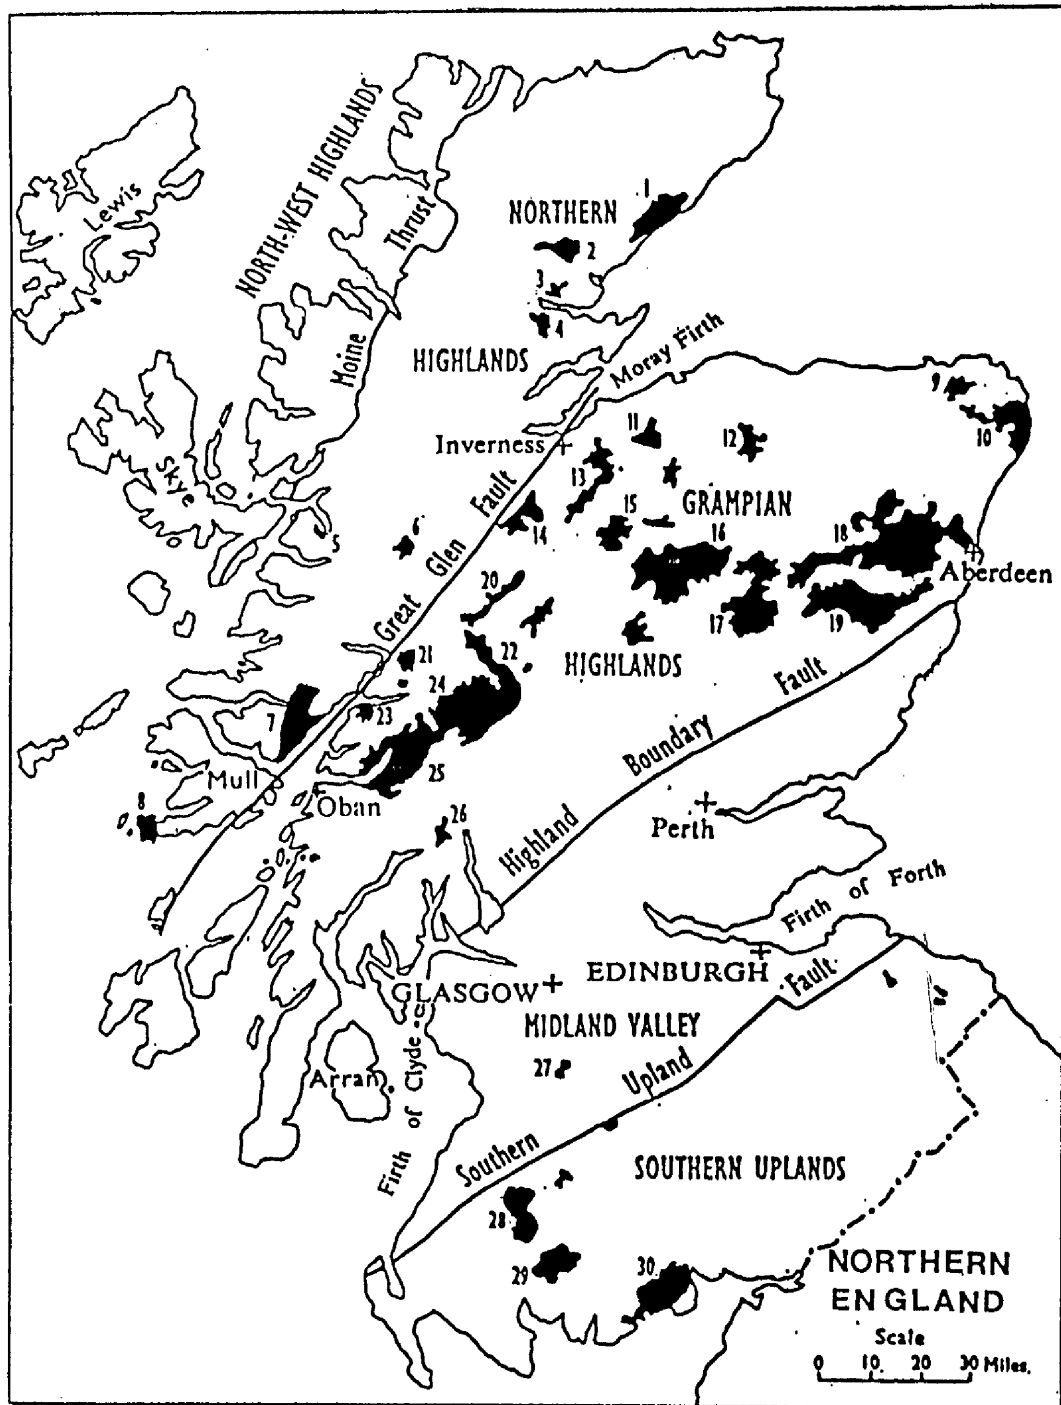 NORTH-WEST HIGHLANDS
Lewis
Moine
Thrust
NORTHERN
HIGHLANDS
1
2
3
4
Moray Firth
Skye
Inverness
5
6
Great
Glen
Fault
7
8
9
10
11
12
13
14
15
16
GRAMPIAN
HIGHLANDS
17
18
19
Aberdeen
20
21
22
23
24
25
26
Mull
Oban
Highland
Boundary
Fault
Perth
Firth of Forth
EDINBURGH
GLASGOW
MIDLAND VALLEY
27
Arran
Firth of Clyde
Southern
Upland
Fault
SOUTHERN UPLANDS
28
29
30
NORTHERN
ENGLAND
Scale
0 10 20 30 Miles.